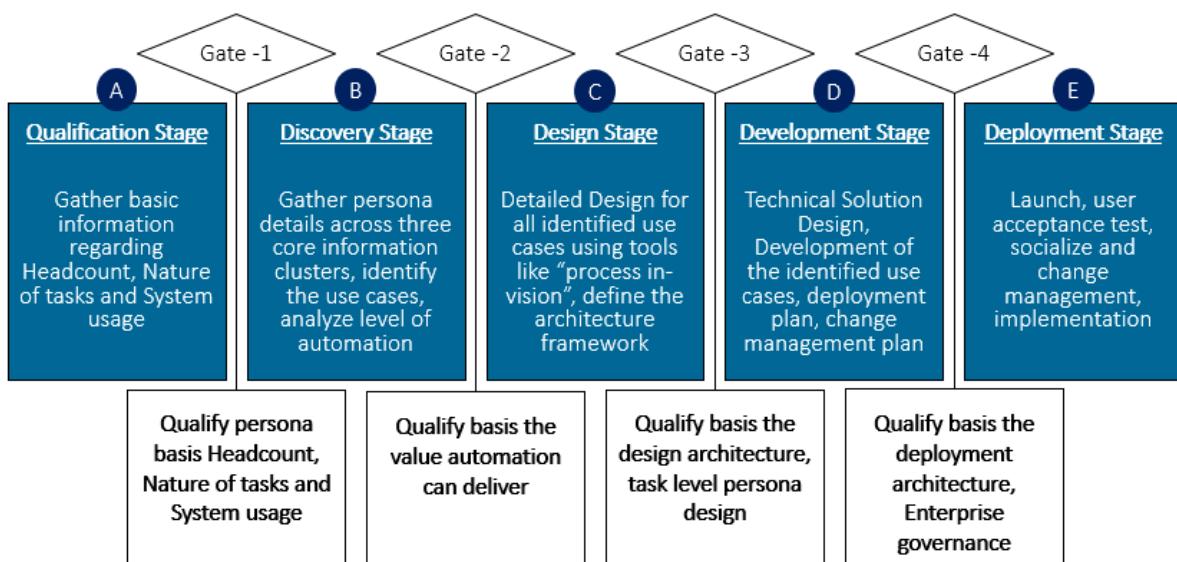 Gate -1
Gate -2
Gate -3
Gate -4
A
Qualification Stage
Gather basic
information
regarding
Headcount, Nature
of tasks and System
usage
B
Discovery Stage
Gather persona
details across three
core information
clusters, identify
the use cases,
analyze level of
automation
C
Design Stage
Detailed Design for
all identified use
cases using tools
like “process in-
vision”, define the
architecture
framework
D
Development Stage
Technical Solution
Design,
Development of
the identified use
cases, deployment
plan, change
management plan
E
Deployment Stage
Launch, user
acceptance test,
socialize and
change
management,
implementation
Qualify persona
basis Headcount,
Nature of tasks and
System usage
Qualify basis the
value automation
can deliver
Qualify basis the
design architecture,
task level persona
design
Qualify basis the
deployment
architecture,
Enterprise
governance